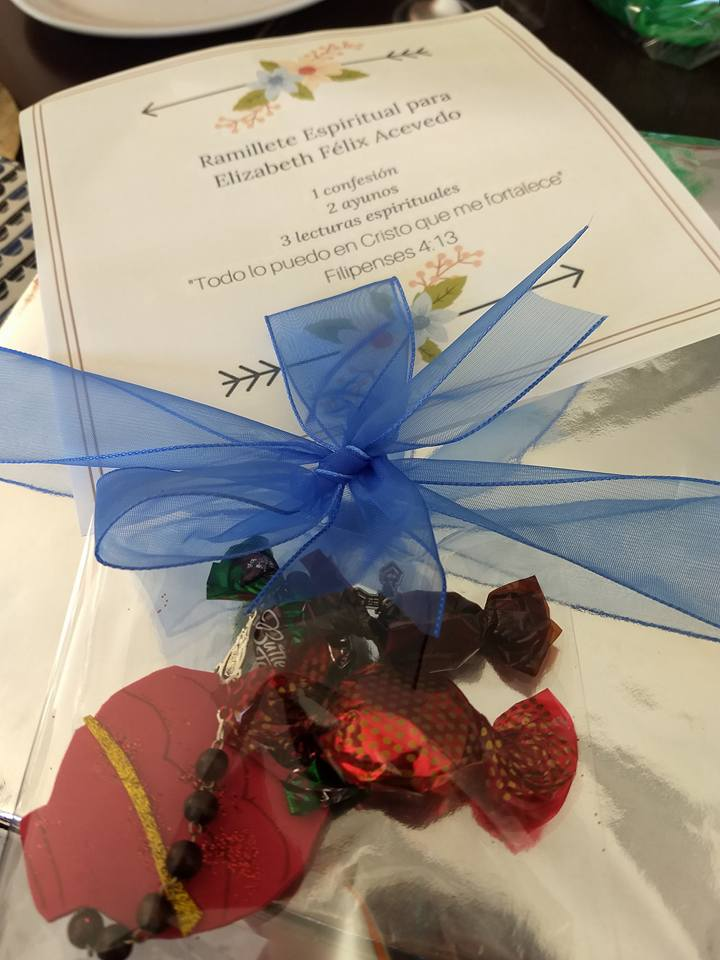 Ramillete Espiritual para
Elizabeth Félix Acevedo
1 confesión
2 ayunos
3 lecturas espirituales
"Todo lo puedo en Cristo que me fortalece"
Filipenses 4:13